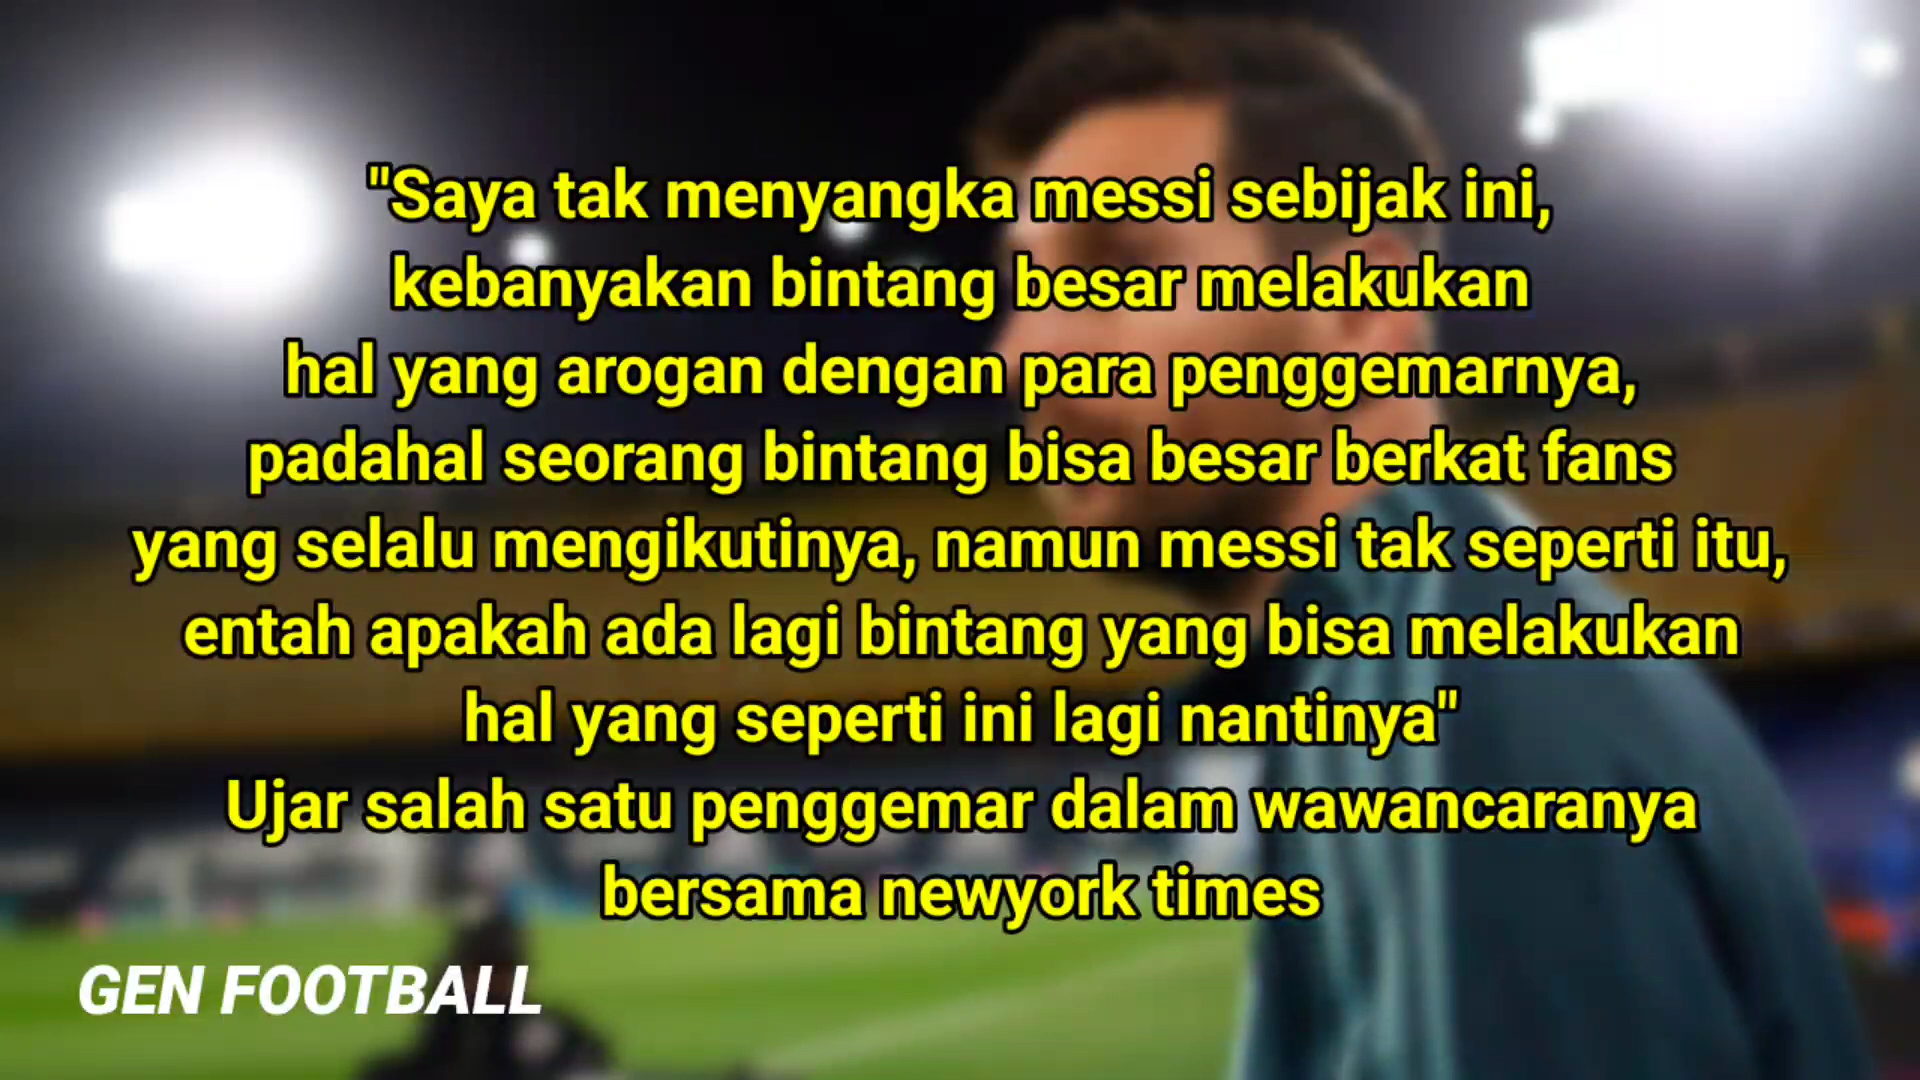 "Saya tak menyangka messi sebijak ini,
kebanyakan bintang besar melakukan
hal yang arogan dengan para penggemarnya,
padahal seorang bintang bisa besar berkat fans
yang selalu mengikutinya, namun messi tak seperti itu,
entah apakah ada lagi bintang yang bisa melakukan
hal yang seperti ini lagi nantinya"
Ujar salah satu penggemar dalam wawancaranya
bersama newyork times
GEN FOOTBALL